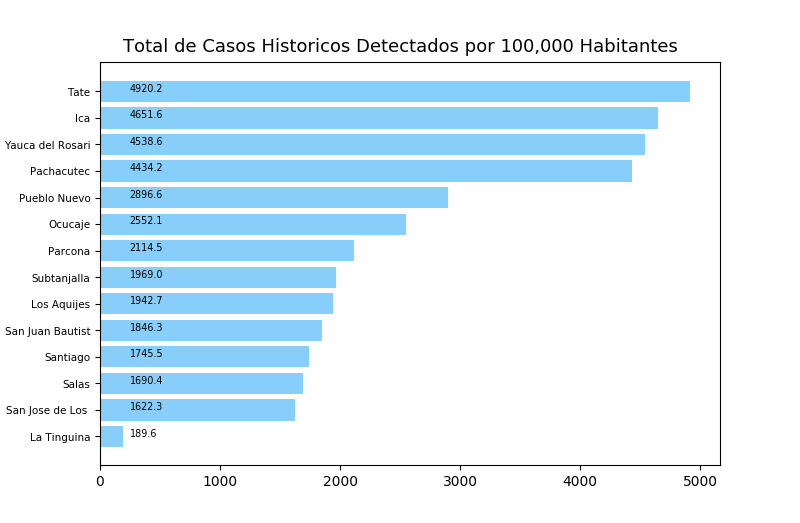 Total de Casos Historicos Detectados por 100,000 Habitantes
Tate 4920.2
Ica 4651.6
Yauca del Rosari 4538.6
Pachacutec 4434.2
Pueblo Nuevo 2896.6
Ocucaje 2552.1
Parcona 2114.5
Subtanjalla 1969.0
Los Aquijes 1942.7
San Juan Bautist 1846.3
Santiago 1745.5
Salas 1690.4
San Jose de Los 1622.3
La Tinguina 189.6
0 1000 2000 3000 4000 5000